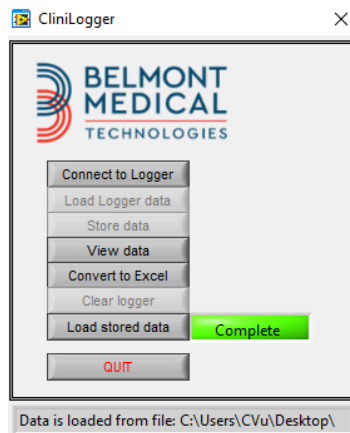 CliniLogger
BELMONT
MEDICAL
TECHNOLOGIES
Connect to Logger
Load Logger data
Store data
View data
Convert to Excel
Clear logger
Load stored data
Complete
QUIT
Data is loaded from file: C:\Users\CVu\Desktop\